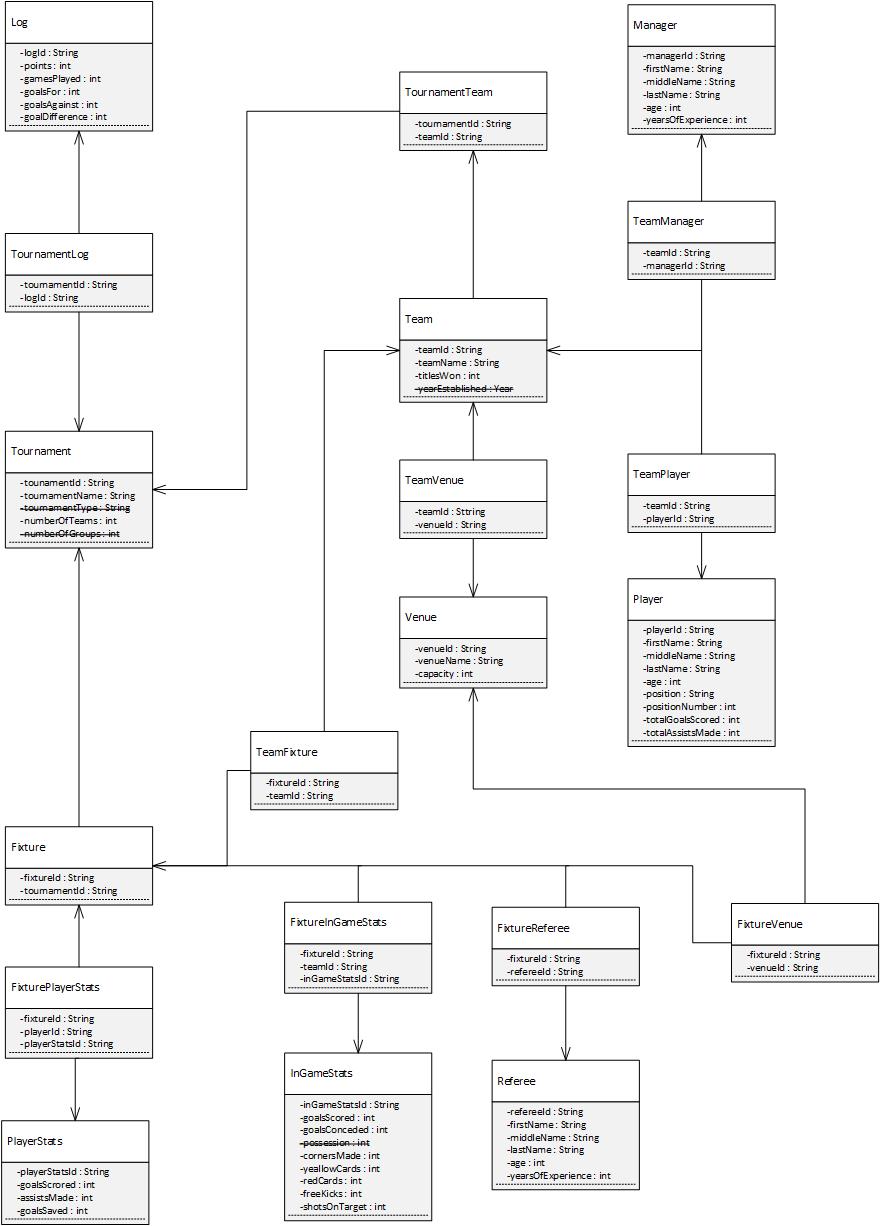 Log
-logId : String
-points : int
-gamesPlayed : int
-goalsFor : int
-goalsAgainst : int
-goalDifference : int
Manager
-managerId : String
-firstName : String
-middleName : String
-lastName : String
-age : int
-yearsOfExperience : int
TournamentTeam
-tournamentId : String
-teamId : String
TeamManager
-teamId : String
-managerId : String
TournamentLog
-tournamentId : String
-logId : String
Team
-teamId : String
-teamName : String
-titlesWon : int
-yearEstablished : Year
Tournament
-tounamentId : String
-tournamentName : String
-tournamentType : String
-numberOfTeams : int
-numberOfGroups : int
TeamVenue
-teamId : Sttring
-venueId : String
TeamPlayer
-teamId : String
-playerId : String
Venue
-venueId : String
-venueName : String
-capacity : int
Player
-playerId : String
-firstName : String
-middleName : String
-lastName : String
-age : int
-position : String
-positionNumber : int
-totalGoalsScored : int
-totalAssistsMade : int
TeamFixture
-fixtureId : String
-teamId : String
Fixture
-fixtureId : String
-tournamentId : String
FixtureInGameStats
-fixtureId : String
-teamId : String
-inGameStatsId : String
FixtureReferee
-fixtureId : String
-refereeId : String
FixtureVenue
-fixtureId : String
-venueId : String
FixturePlayerStats
-fixtureId : String
-playerId : String
-playerStatsId : String
InGameStats
-inGameStatsId : String
-goalsScored : int
-goalsConceded : int
-possession : int
-cornersMade : int
-yeallowCards : int
-redCards : int
-freeKicks : int
-shotsOnTarget : int
Referee
-refereeId : String
-firstName : String
-middleName : String
-lastName : String
-age : int
-yearsOfExperience : int
PlayerStats
-playerStatsId : String
-goalsScrored : int
-assistsMade : int
-goalsSaved : int